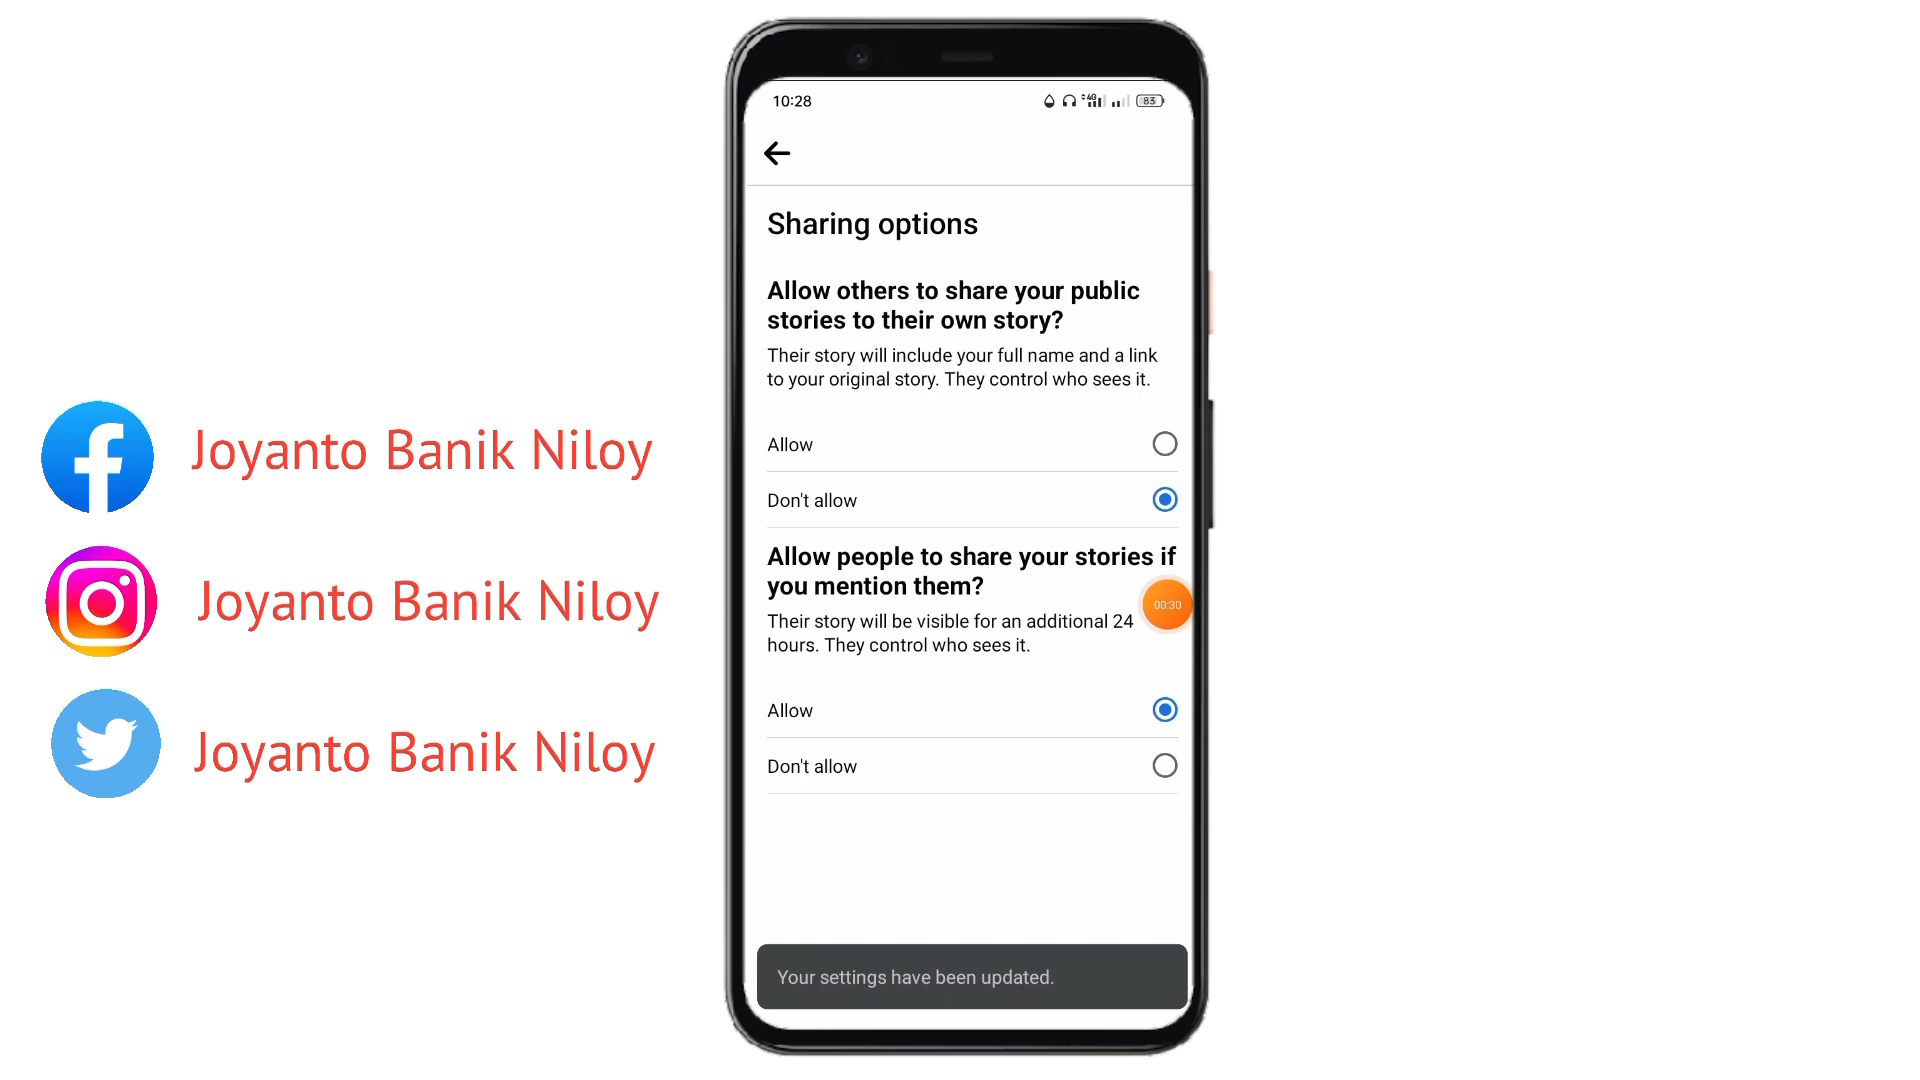 10:28
4G
83
Sharing options
Allow others to share your public
stories to their own story?
Their story will include your full name and a link
to your original story. They control who sees it.
Allow
Don't allow
Allow people to share your stories if
you mention them?
00:30
Their story will be visible for an additional 24
hours. They control who sees it.
Allow
Don't allow
Your settings have been updated.
Joyanto Banik Niloy
Joyanto Banik Niloy
Joyanto Banik Niloy